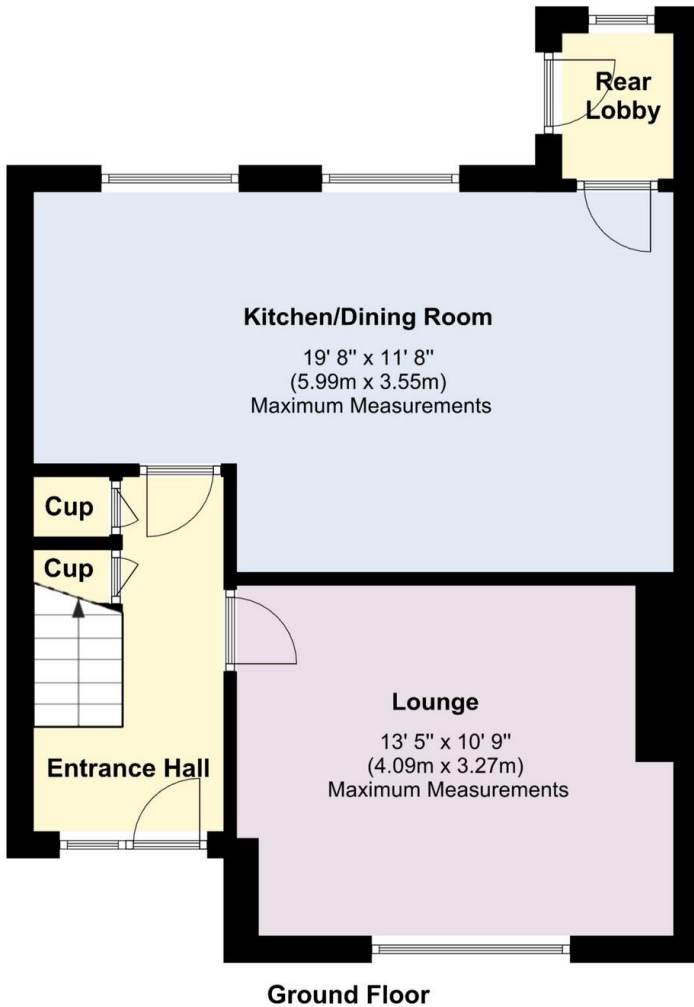 Rear
Lobby
Kitchen/Dining Room
19' 8" x 11' 8"
(5.99m x 3.55m)
Maximum Measurements
Cup
Cup
Lounge
13' 5" x 10' 9"
(4.09m x 3.27m)
Maximum Measurements
Entrance Hall
Ground Floor